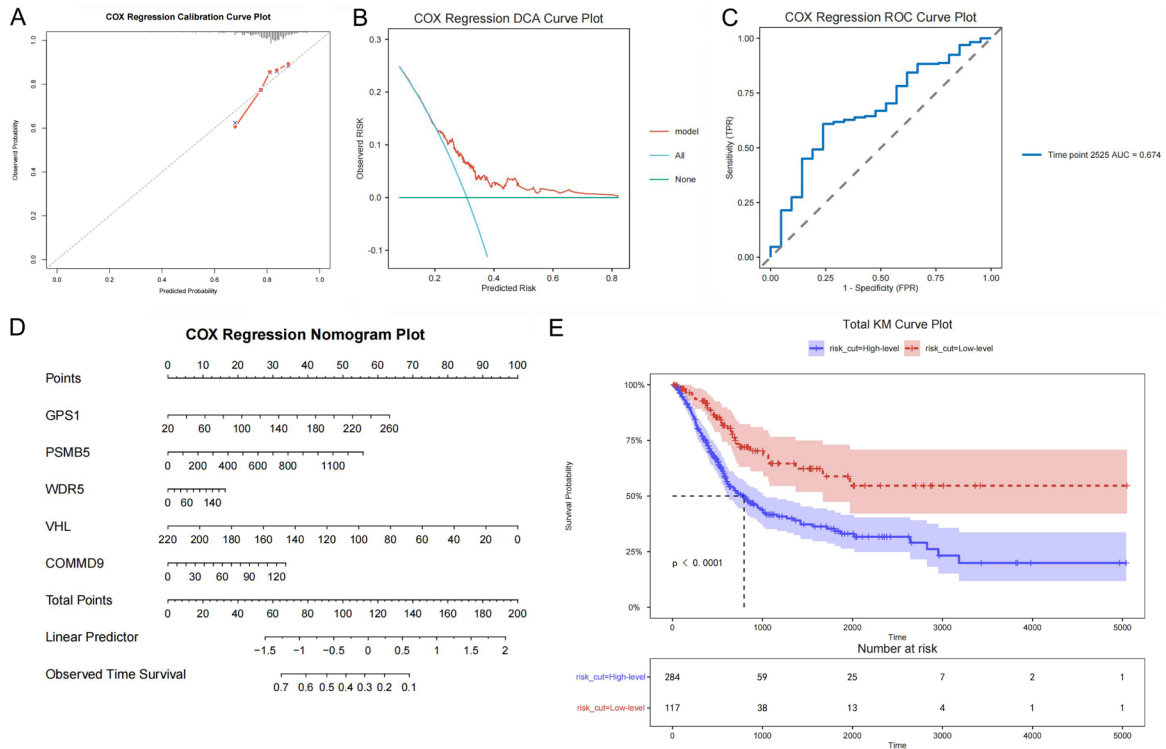 A
COX Regression Calibration Curve Plot
Observerd Probability
1.0
0.8
0.6
0.4
0.2
0.0
0.0 0.2 0.4 0.6 0.8 1.0
Predicted Probability
B
COX Regression DCA Curve Plot
Observerd RISK
0.3
0.2
0.1
0.0
-0.1
0.2 0.4 0.6 0.8
Predicted Risk
model
All
None
C
COX Regression ROC Curve Plot
Sensitivity (TPR)
1.00
0.75
0.50
0.25
0.00
0.00 0.25 0.50 0.75 1.00
1 - Specificity (FPR)
Time point 2525 AUC = 0.674
D
COX Regression Nomogram Plot
Points
0 10 20 30 40 50 60 70 80 90 100
GPS1
20 60 80 100 120 140 160 180 200 220 260
PSMB5
0 100 200 300 400 500 600 800 1100
WDR5
0 60 140
VHL
220 200 180 160 140 120 100 80 60 40 20 0
COMMD9
0 30 60 90 120
Total Points
0 20 40 60 80 100 120 140 160 180 200
Linear Predictor
−1.5 −1 −0.5 0 0.5 1 1.5 2
Observed Time Survival
0.7 0.6 0.5 0.4 0.3 0.2 0.1
E
Total KM Curve Plot
risk_cut=High-level risk_cut=Low-level
Survival Probability
100%
75%
50%
25%
0%
p < 0.0001
0 1000 2000 3000 4000 5000
Time
Number at risk
risk_cut=High-level 284 59 25 7 2 1
risk_cut=Low-level 117 38 13 4 1 1
0 1000 2000 3000 4000 5000
Time